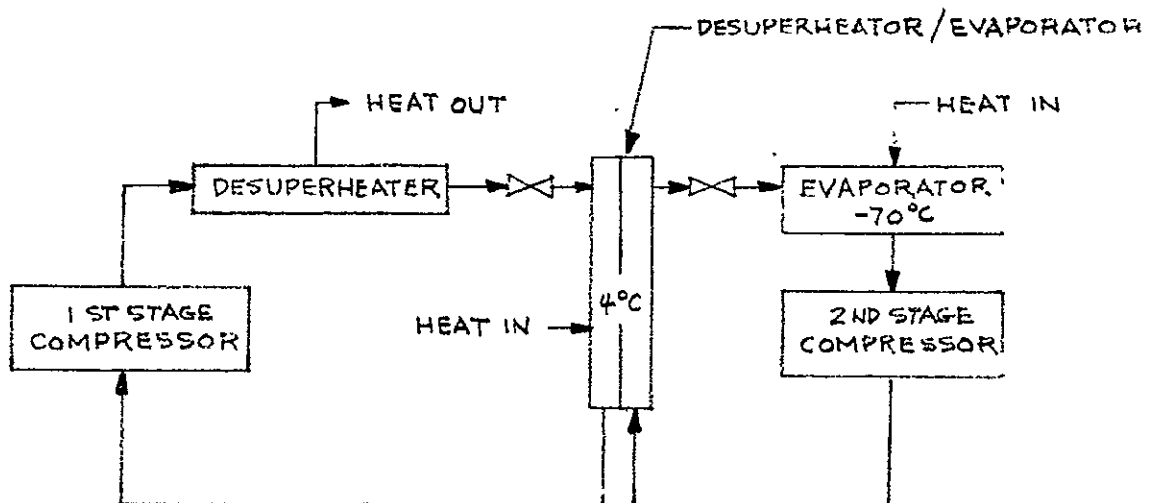 DESUPERHEATOR/EVAPORATOR
HEAT OUT
HEAT IN
DESUPERHEATER
EVAPORATOR
-70°C
1 ST STAGE
COMPRESSOR
4°C
HEAT IN
2ND STAGE
COMPRESSOR